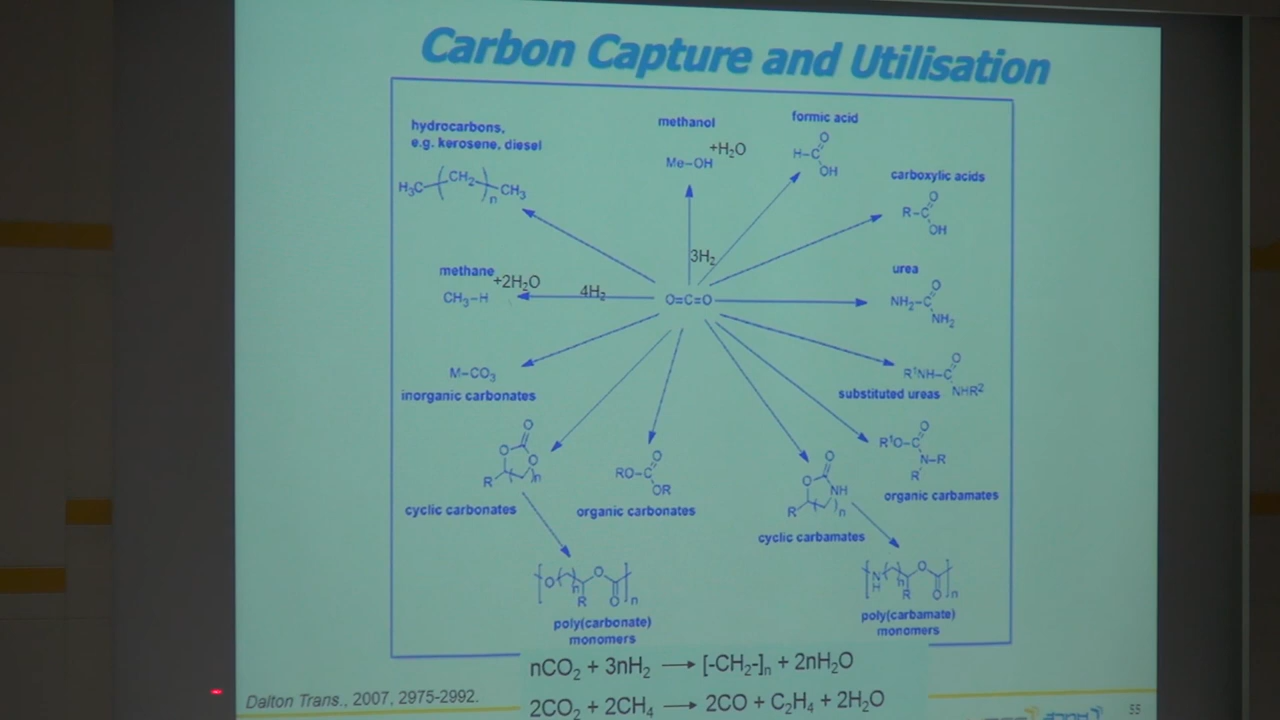 Carbon Capture and Utilisation
hydrocarbons,
e.g. kerosene, diesel
H₃C (CH₂)n CH₃
methanol
Me–OH +H₂O
formic acid
H–C O OH
carboxylic acids
R–C O OH
3H₂
methane
CH₃–H +2H₂O
4H₂
O=C=O
urea
NH₂–C O NH₂
M–CO₃
inorganic carbonates
R¹NH–C O NHR²
substituted ureas
O O O R n
cyclic carbonates
RO–C O OR
organic carbonates
O O NH R n
cyclic carbamates
R¹O–C O N–R R
organic carbamates
[O n R O O]n
poly(carbonate)
monomers
[N H n R O O]n
poly(carbamate)
monomers
nCO₂ + 3nH₂ ⟶ [-CH₂-]n + 2nH₂O
2CO₂ + 2CH₄ ⟶ 2CO + C₂H₄ + 2H₂O
Dalton Trans., 2007, 2975-2992.
55